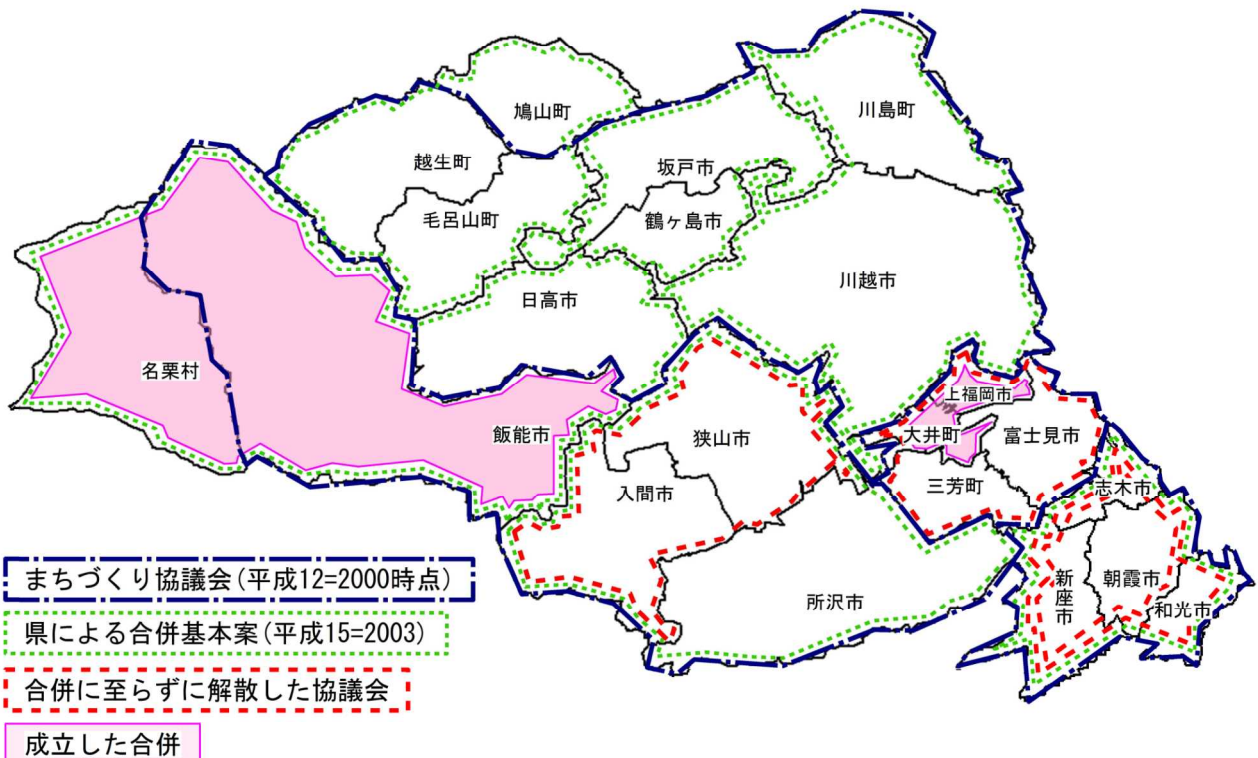 鳩山町
川島町
越生町
坂戸市
毛呂山町
鶴ヶ島市
日高市
川越市
名栗村
上福岡市
飯能市
狭山市
大井町
富士見市
入間市
三芳町
志木市
新座市
朝霞市
所沢市
和光市
まちづくり協議会(平成12=2000時点)
県による合併基本案(平成15=2003)
合併に至らずに解散した協議会
成立した合併